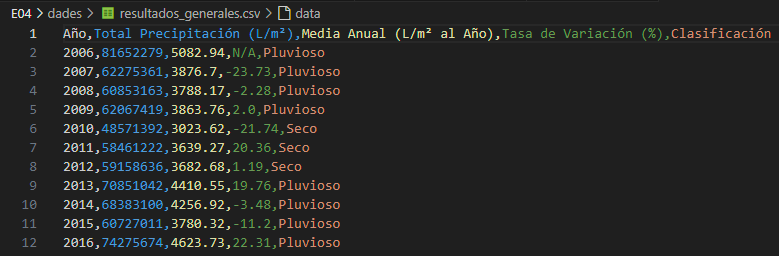 E04 > dades > resultados_generales.csv > data
1 Año,Total Precipitación (L/m²),Media Anual (L/m² al Año),Tasa de Variación (%),Clasificación
2 2006,81652279,5082.94,N/A,Pluvioso
3 2007,62275361,3876.7,-23.73,Pluvioso
4 2008,60853163,3788.17,-2.28,Pluvioso
5 2009,62067419,3863.76,2.0,Pluvioso
6 2010,48571392,3023.62,-21.74,Seco
7 2011,58461222,3639.27,20.36,Seco
8 2012,59158636,3682.68,1.19,Seco
9 2013,70851042,4410.55,19.76,Pluvioso
10 2014,68383100,4256.92,-3.48,Pluvioso
11 2015,60727011,3780.32,-11.2,Pluvioso
12 2016,74275674,4623.73,22.31,Pluvioso